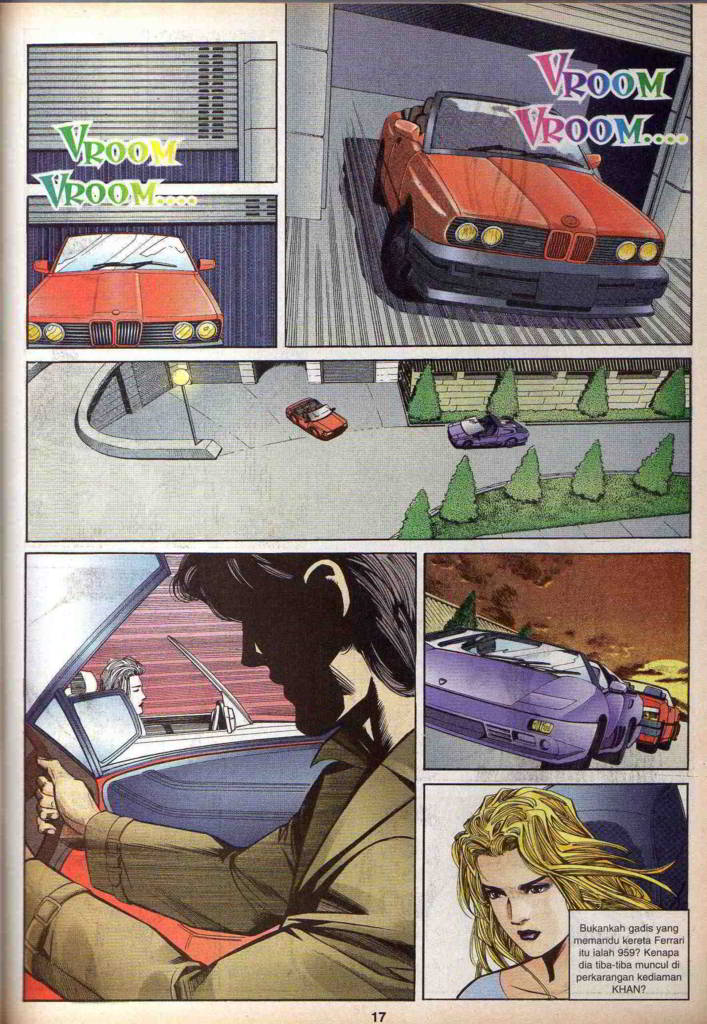 VROOM
VROOM....
VROOM
VROOM....
Bukankah gadis yang
memandu kereta Ferrari
itu ialah 959? Kenapa
dia tiba-tiba muncul di
perkarangan kediaman
KHAN?
17